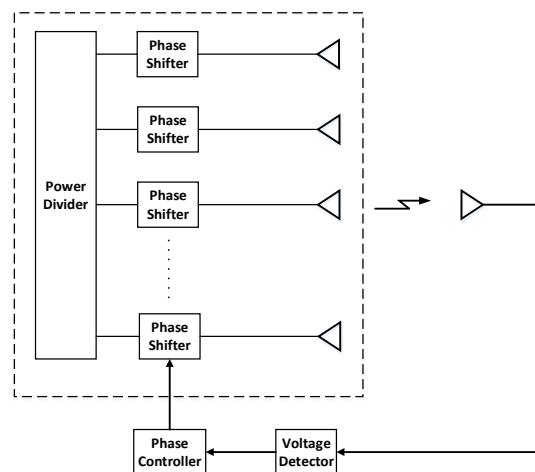 Phase
Shifter
Phase
Shifter
Power
Divider
Phase
Shifter
Phase
Shifter
Phase
Controller
Voltage
Detector